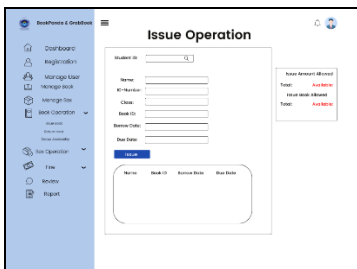 BookPanda & GrabBook
Issue Operation
Dashboard
Registration
Manage User
Manage Book
Manage Fee
Book Operation
Fee Operation
Fine
Review
Report
Student ID:
Name:
IC-Number:
Class:
Book ID:
Borrow Date:
Due Date:
Issue
Name Book ID Borrow Date Due Date
Issue Amount Allowed
Total: Available:
Issue Book Allowed
Total: Available: